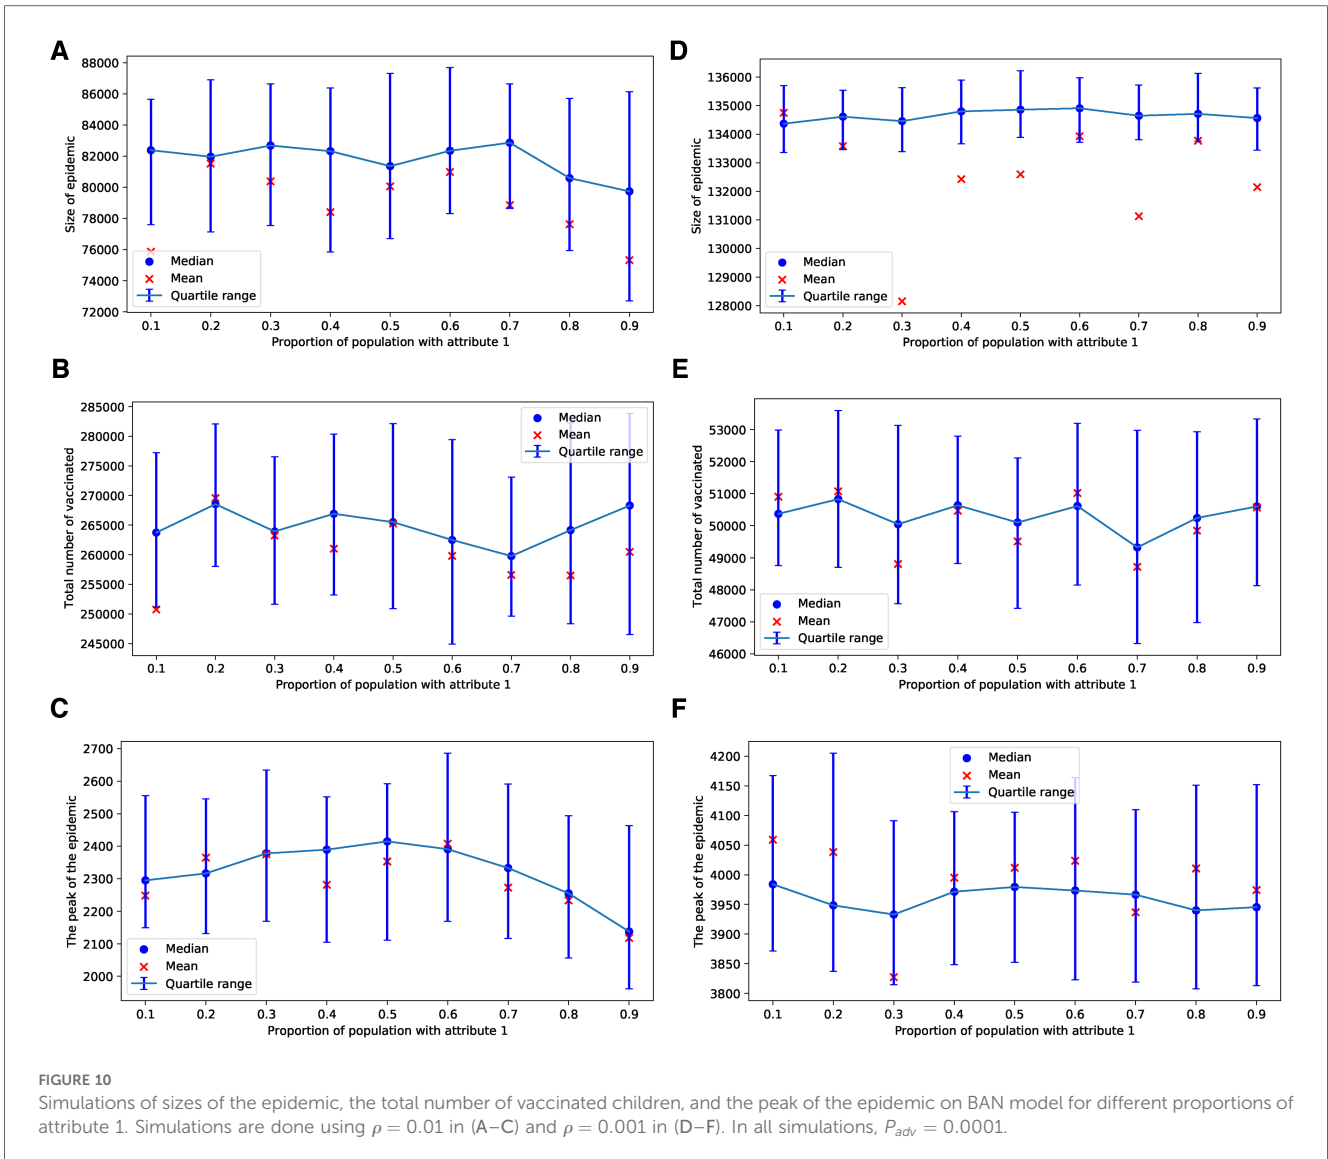 A
88000
86000
84000
82000
80000
78000
76000
74000
72000
Size of epidemic
Median
Mean
Quartile range
0.1 0.2 0.3 0.4 0.5 0.6 0.7 0.8 0.9
Proportion of population with attribute 1
D
136000
135000
134000
133000
132000
131000
130000
129000
128000
Size of epidemic
Median
Mean
Quartile range
0.1 0.2 0.3 0.4 0.5 0.6 0.7 0.8 0.9
Proportion of population with attribute 1
B
285000
280000
275000
270000
265000
260000
255000
250000
245000
Total number of vaccinated
Median
Mean
Quartile range
0.1 0.2 0.3 0.4 0.5 0.6 0.7 0.8 0.9
Proportion of population with attribute 1
E
53000
52000
51000
50000
49000
48000
47000
46000
Total number of vaccinated
Median
Mean
Quartile range
0.1 0.2 0.3 0.4 0.5 0.6 0.7 0.8 0.9
Proportion of population with attribute 1
C
2700
2600
2500
2400
2300
2200
2100
2000
The peak of the epidemic
Median
Mean
Quartile range
0.1 0.2 0.3 0.4 0.5 0.6 0.7 0.8 0.9
Proportion of population with attribute 1
F
4200
4150
4100
4050
4000
3950
3900
3850
3800
The peak of the epidemic
Median
Mean
Quartile range
0.1 0.2 0.3 0.4 0.5 0.6 0.7 0.8 0.9
Proportion of population with attribute 1
FIGURE 10
Simulations of sizes of the epidemic, the total number of vaccinated children, and the peak of the epidemic on BAN model for different proportions of
attribute 1. Simulations are done using ρ = 0.01 in (A–C) and ρ = 0.001 in (D–F). In all simulations, P_adv = 0.0001.